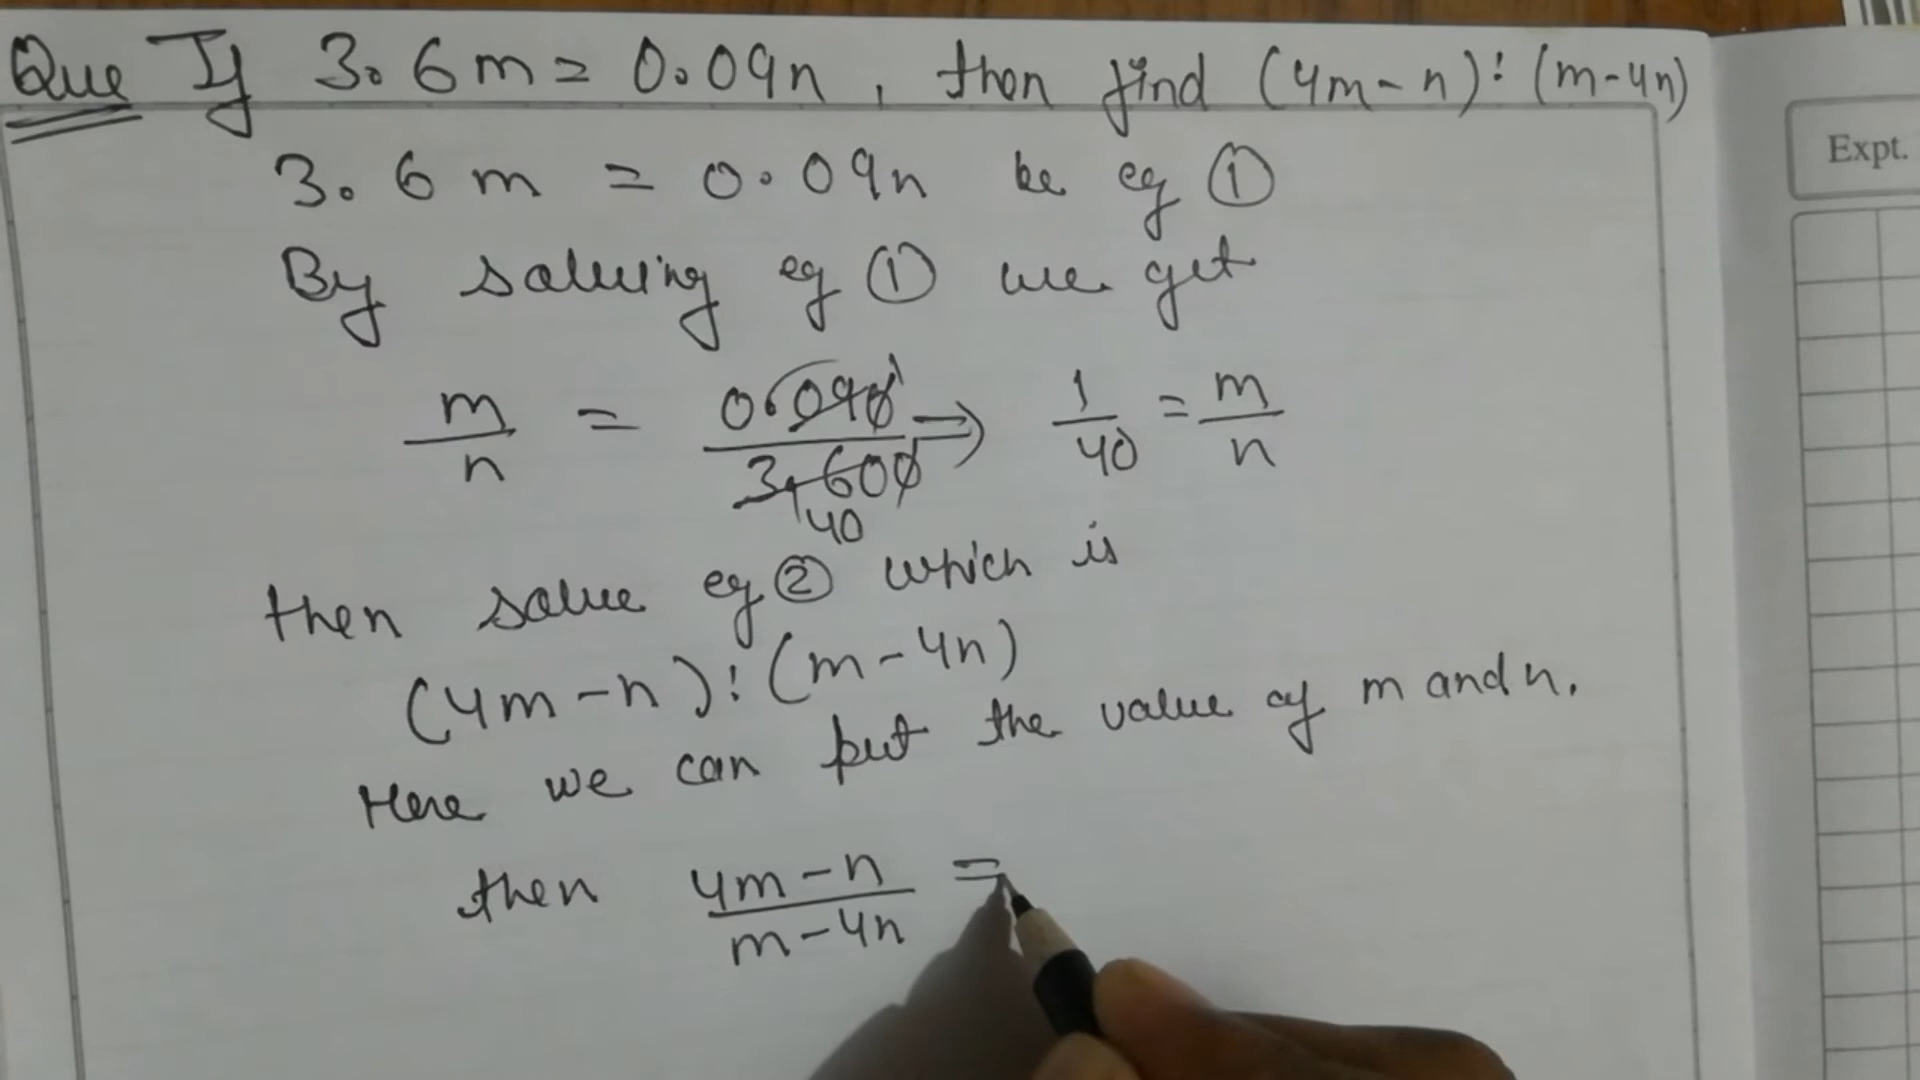 Que If 3.6m = 0.09n, then find (4m-n):(m-4n)
Expt.
3.6m = 0.09n be eq ①
By solving eq ① we get
m/n = 0.090/3.600 ⇒ 1/40 = m/n
40
then solve eq ② which is
(4m-n):(m-4n)
Here we can put the value of m and n.
then 4m-n/m-4n =